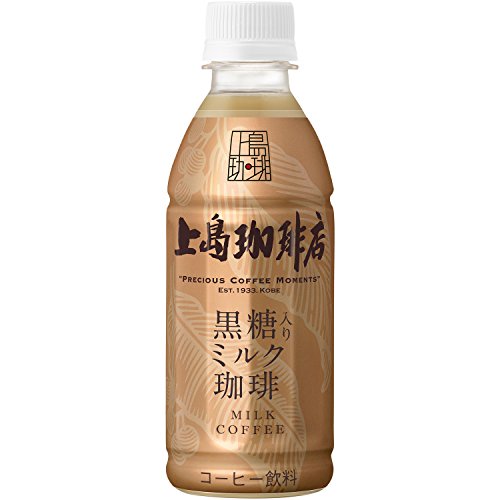 上島
珈琲
上島珈琲店
"PRECIOUS COFFEE MOMENTS"
EST. 1933. KOBE
黒糖入り
ミルク
珈琲
MILK
COFFEE
コーヒー飲料